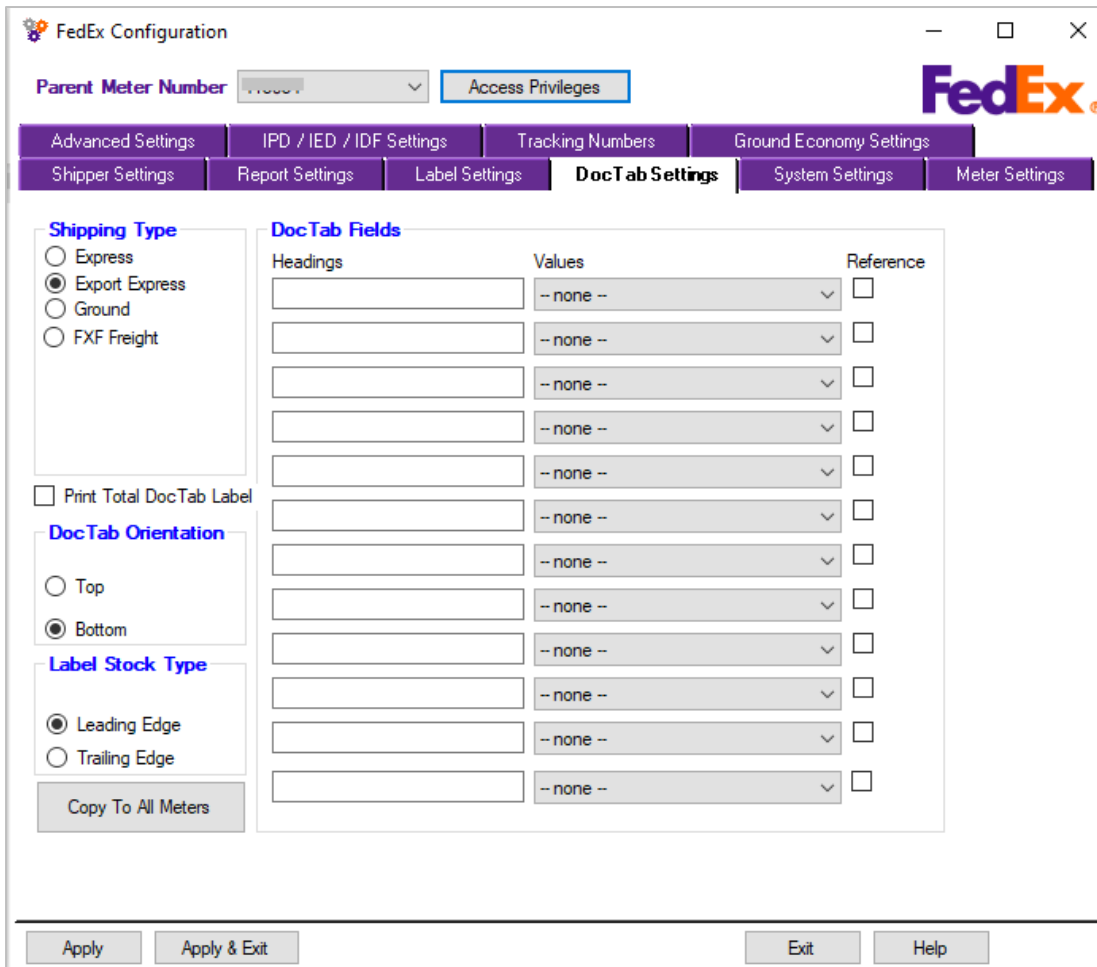 FedEx Configuration
Parent Meter Number Access Privileges
FedEx
Advanced Settings IPD / IED / IDF Settings Tracking Numbers Ground Economy Settings
Shipper Settings Report Settings Label Settings DocTab Settings System Settings Meter Settings
Shipping Type
Express
Export Express
Ground
FXF Freight
Print Total DocTab Label
DocTab Orientation
Top
Bottom
Label Stock Type
Leading Edge
Trailing Edge
Copy To All Meters
DocTab Fields
Headings Values Reference
-- none --
-- none --
-- none --
-- none --
-- none --
-- none --
-- none --
-- none --
-- none --
-- none --
-- none --
-- none --
Apply Apply & Exit Exit Help